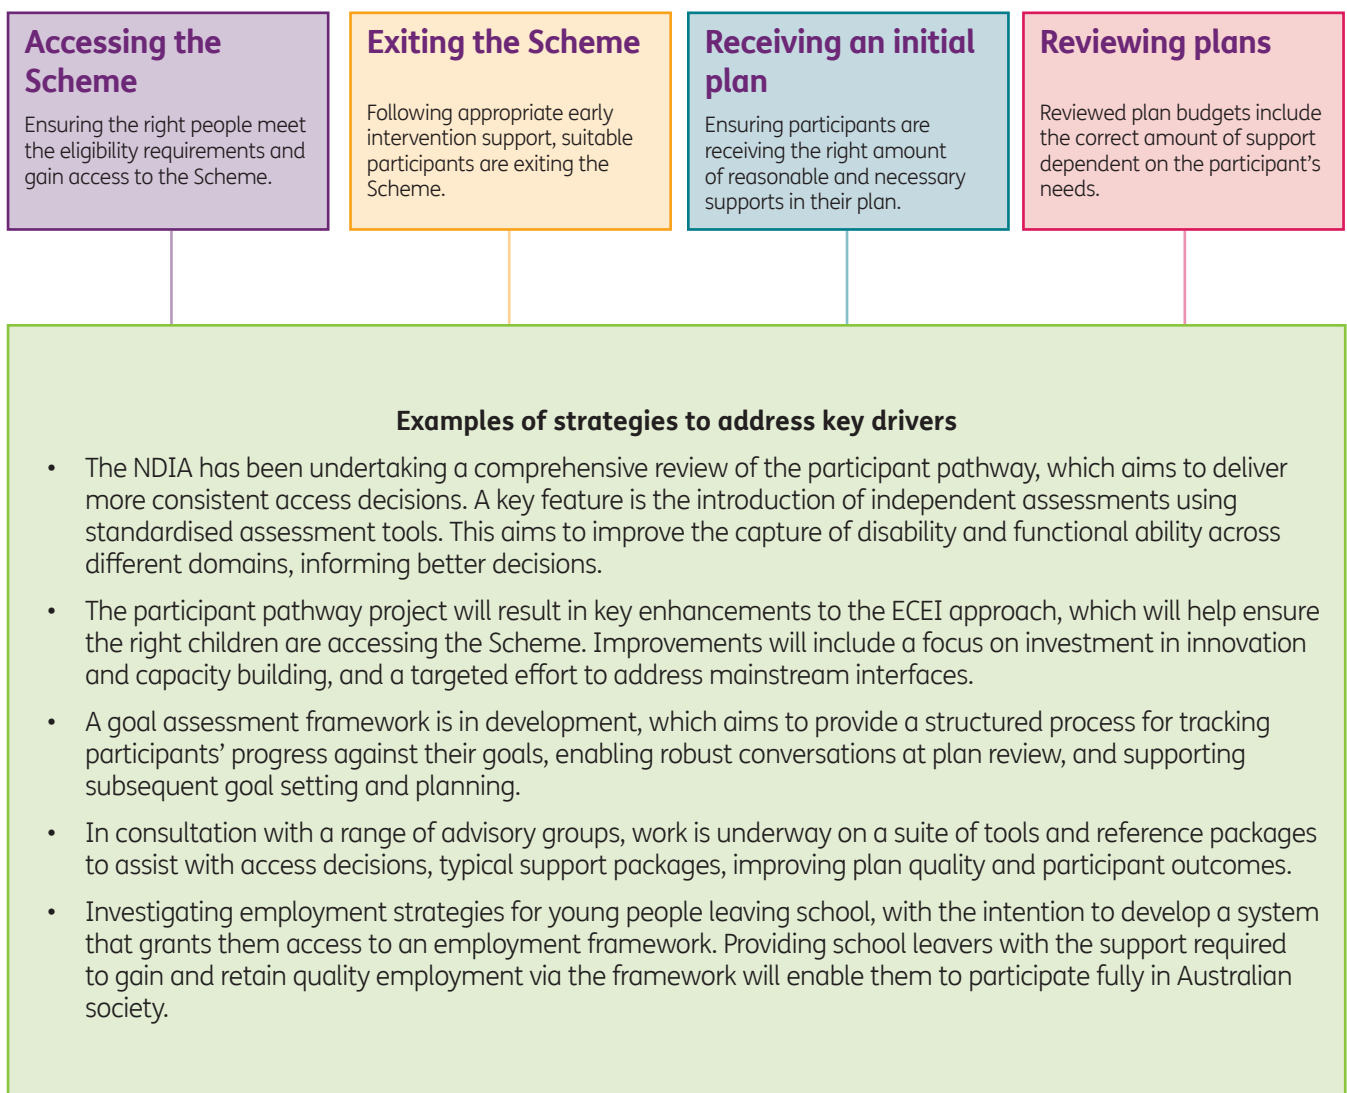 Accessing the
Scheme
Ensuring the right people meet
the eligibility requirements and
gain access to the Scheme.
Exiting the Scheme
Following appropriate early
intervention support, suitable
participants are exiting the
Scheme.
Receiving an initial
plan
Ensuring participants are
receiving the right amount
of reasonable and necessary
supports in their plan.
Reviewing plans
Reviewed plan budgets include
the correct amount of support
dependent on the participant’s
needs.
Examples of strategies to address key drivers
• The NDIA has been undertaking a comprehensive review of the participant pathway, which aims to deliver
more consistent access decisions. A key feature is the introduction of independent assessments using
standardised assessment tools. This aims to improve the capture of disability and functional ability across
different domains, informing better decisions.
• The participant pathway project will result in key enhancements to the ECEI approach, which will help ensure
the right children are accessing the Scheme. Improvements will include a focus on investment in innovation
and capacity building, and a targeted effort to address mainstream interfaces.
• A goal assessment framework is in development, which aims to provide a structured process for tracking
participants’ progress against their goals, enabling robust conversations at plan review, and supporting
subsequent goal setting and planning.
• In consultation with a range of advisory groups, work is underway on a suite of tools and reference packages
to assist with access decisions, typical support packages, improving plan quality and participant outcomes.
• Investigating employment strategies for young people leaving school, with the intention to develop a system
that grants them access to an employment framework. Providing school leavers with the support required
to gain and retain quality employment via the framework will enable them to participate fully in Australian
society.